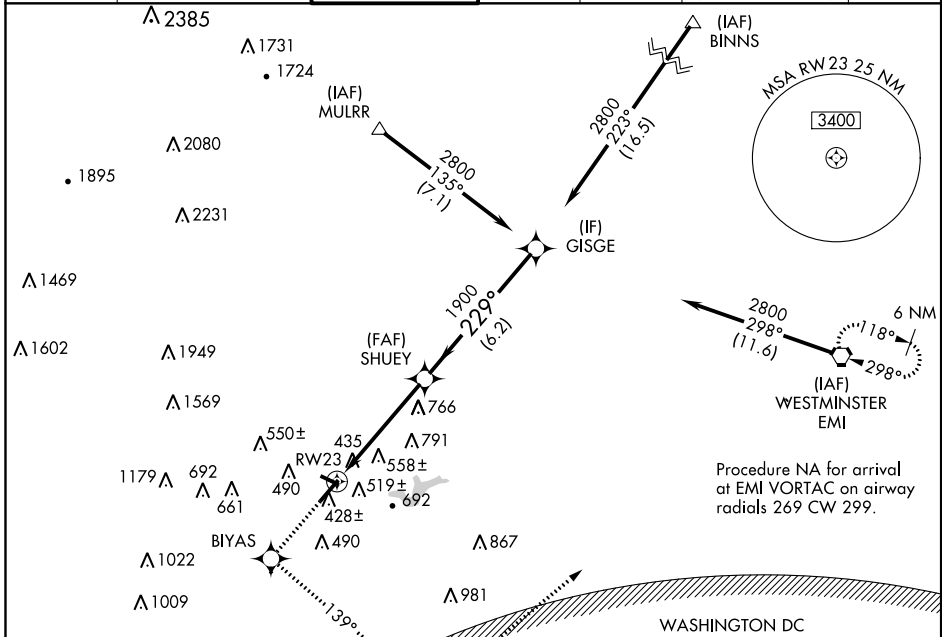 2385
1731
1724
(IAF)
BINNS
MSA RW23 25 NM
3400
(IAF)
MULRR
2800
223°
(16.5)
2080
2800
135°
(7.1)
1895
2231
(IF)
GISGE
1469
1900
229°
(6.2)
2800
298°
(11.6)
6 NM
118°
298°
(IAF)
WESTMINSTER
EMI
1602
1949
(FAF)
SHUEY
1569
766
550±
435
791
RW23
558±
1179
692
490
519±
661
692
428±
Procedure NA for arrival
at EMI VORTAC on airway
radials 269 CW 299.
BIYAS
490
867
1022
1009
981
139°
WASHINGTON DC